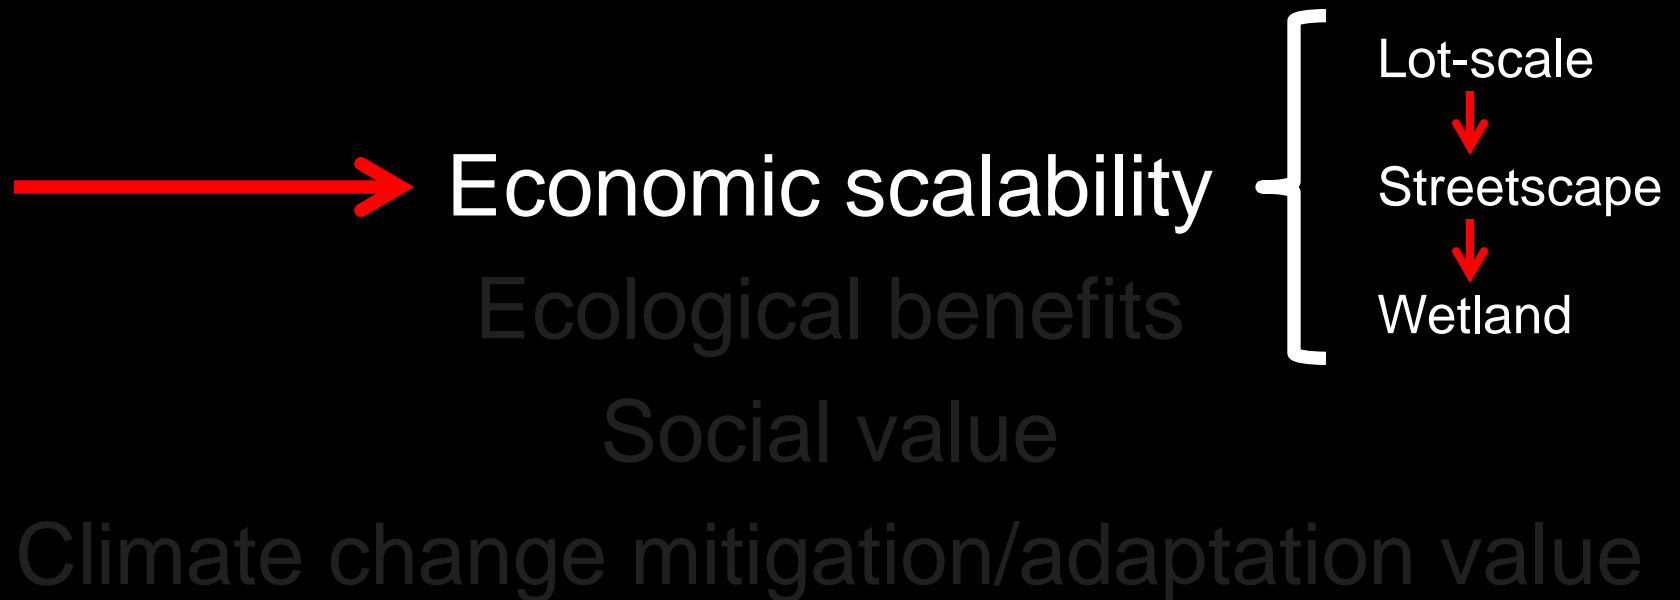 Lot-scale
Economic scalability
Streetscape
Ecological benefits
Wetland
Social value
Climate change mitigation/adaptation value